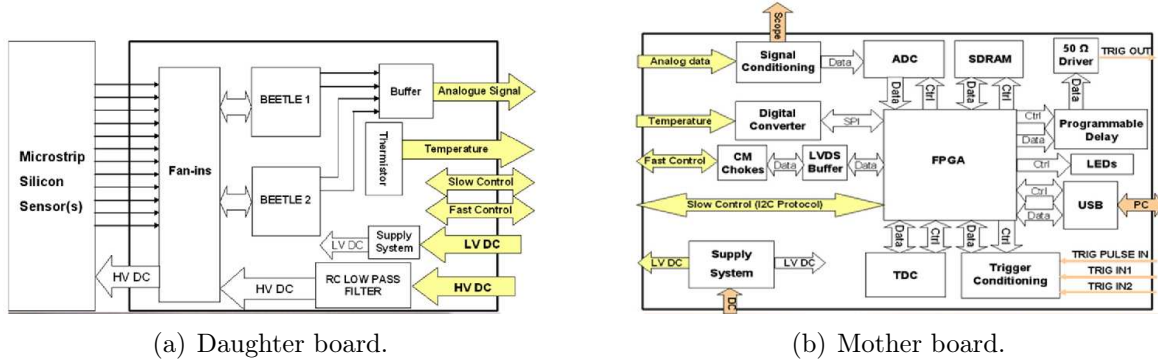 Microstrip
Silicon
Sensor(s)
Fan-ins
BEETLE 1
BEETLE 2
Buffer
Thermistor
Analogue Signal
Temperature
Slow Control
Fast Control
Supply
System
LV DC
LV DC
RC LOW PASS
FILTER
HV DC
HV DC
HV DC
(a) Daughter board.
Scope
Analog data
Signal
Conditioning
Data
ADC
SDRAM
50 Ω
Driver
TRIG OUT
Data
Ctrl
Data
Ctrl
Data
Temperature
Digital
Converter
SPI
FPGA
Ctrl
Data
Programmable
Delay
Fast Control
CM
Chokes
Data
LVDS
Buffer
Data
Ctrl
LEDs
Slow Control (I2C Protocol)
Ctrl
Data
USB
PC
Data
Ctrl
Data
Ctrl
LV DC
Supply
System
LV DC
DC
TDC
Trigger
Conditioning
TRIG PULSE IN
TRIG IN1
TRIG IN2
(b) Mother board.